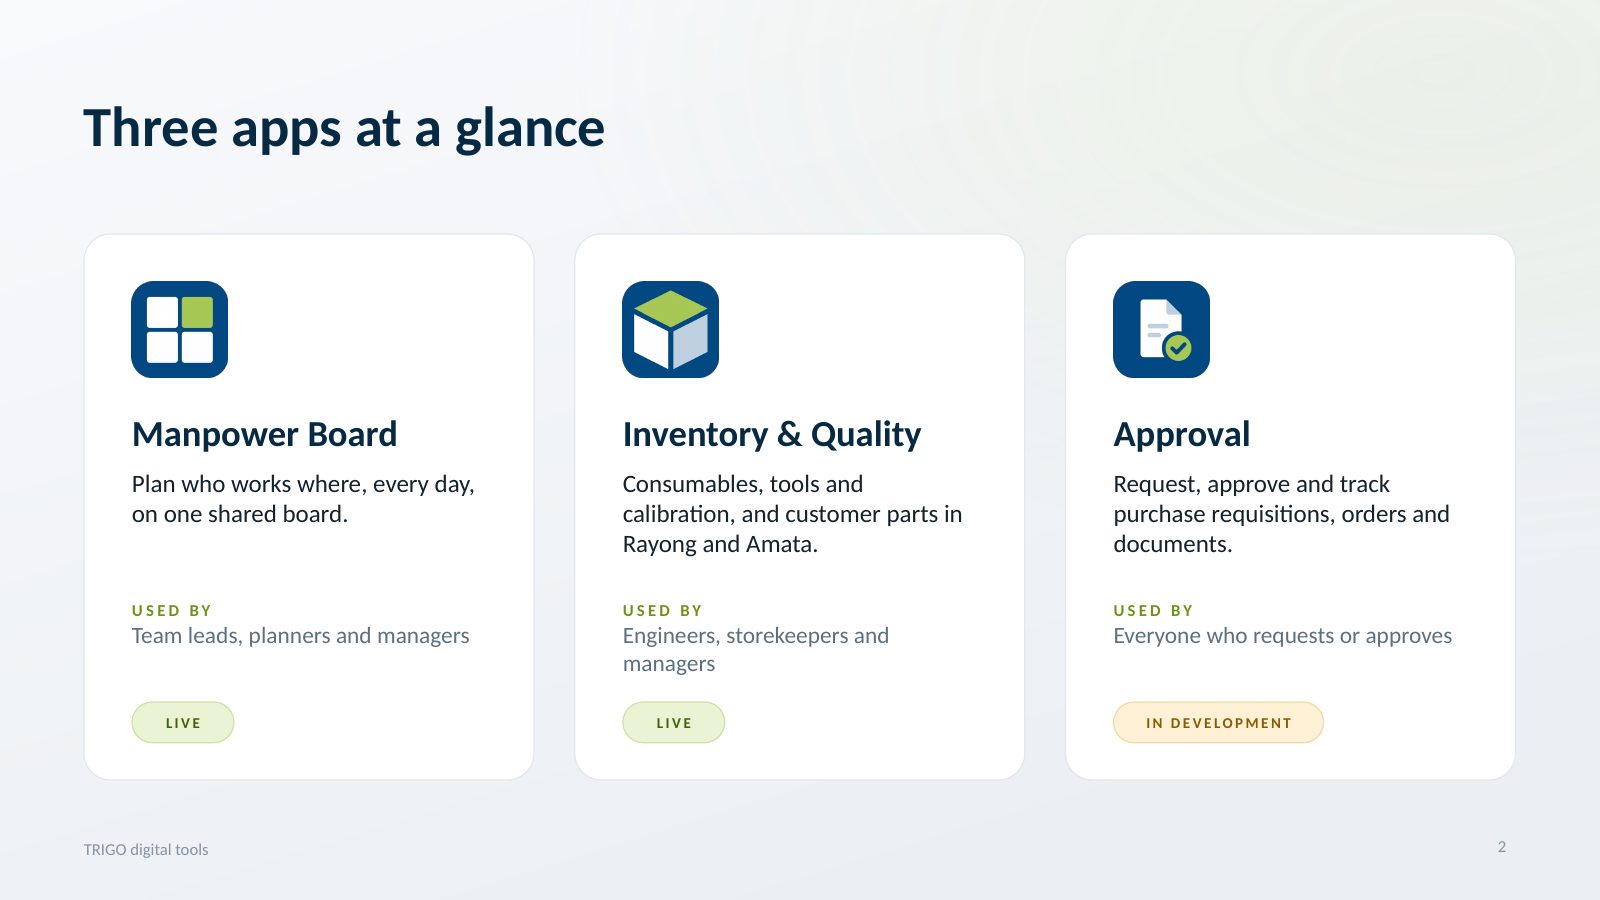 Three apps at a glance
Manpower Board
Plan who works where, every day,
on one shared board.
USED BY
Team leads, planners and managers
LIVE
Inventory & Quality
Consumables, tools and
calibration, and customer parts in
Rayong and Amata.
USED BY
Engineers, storekeepers and
managers
LIVE
Approval
Request, approve and track
purchase requisitions, orders and
documents.
USED BY
Everyone who requests or approves
IN DEVELOPMENT
TRIGO digital tools
2